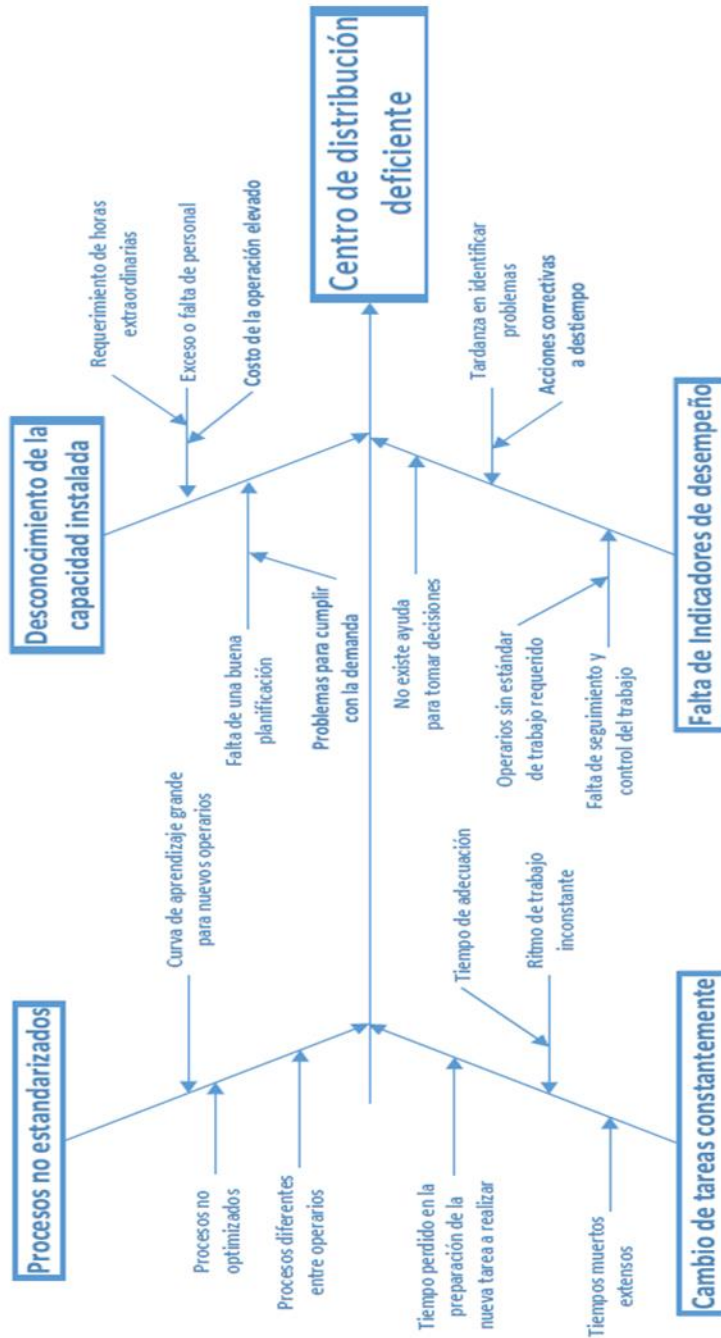 Procesos no estandarizados
Curva de aprendizaje grande
para nuevos operarios
Procesos no
optimizados
Procesos diferentes
entre operarios
Desconocimiento de la
capacidad instalada
Requerimiento de horas
extraordinarias
Exceso o falta de personal
Costo de la operación elevado
Falta de una buena
planificación
Problemas para cumplir
con la demanda
Centro de distribución
deficiente
Tiempo perdido en la
preparación de la
nueva tarea a realizar
Tiempo de adecuación
Ritmo de trabajo
inconstante
Tiempos muertos
extensos
Cambio de tareas constantemente
No existe ayuda
para tomar decisiones
Tardanza en identificar
problemas
Acciones correctivas
a destiempo
Operarios sin estándar
de trabajo requerido
Falta de seguimiento y
control del trabajo
Falta de Indicadores de desempeño